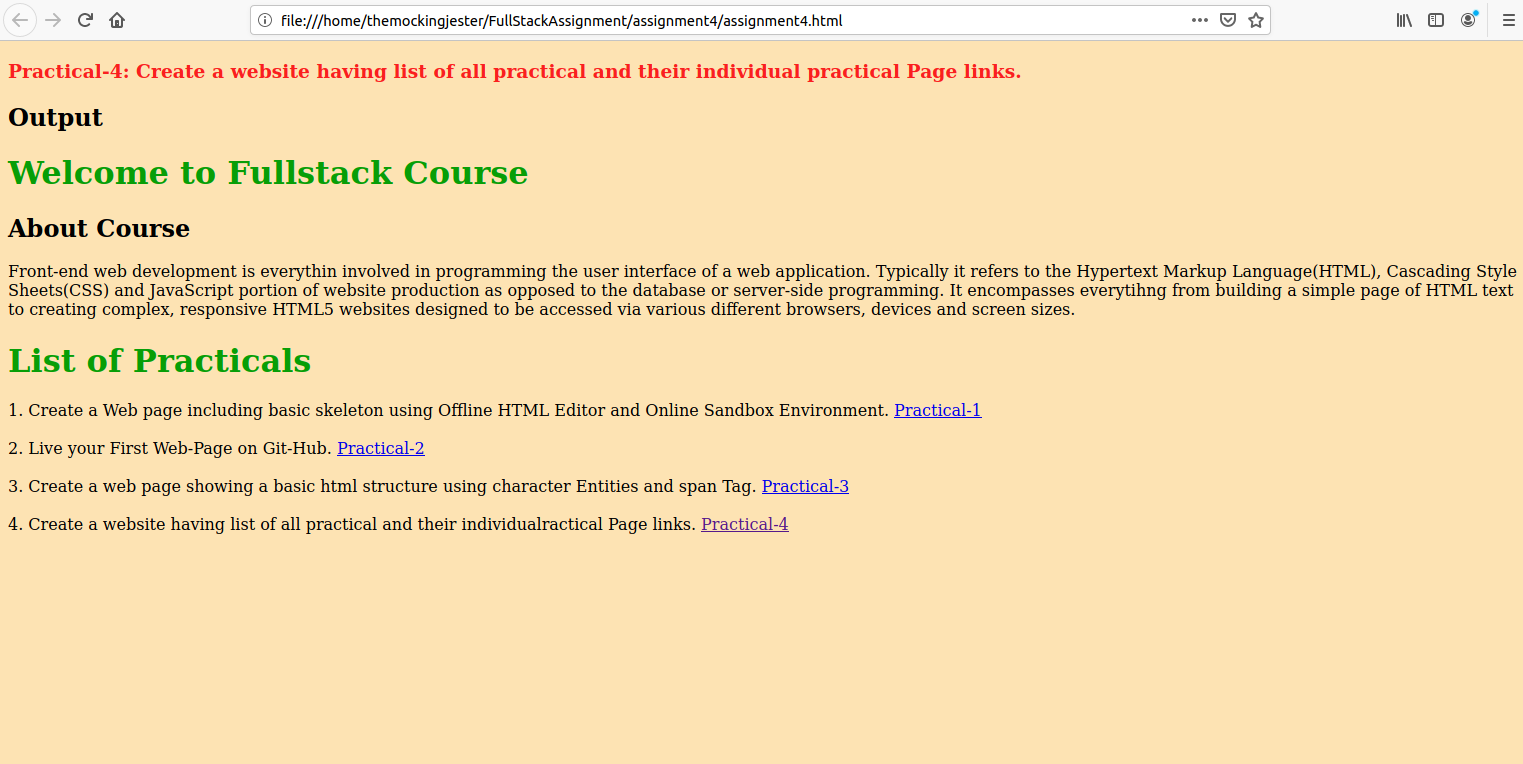 file:///home/themockingjester/FullStackAssignment/assignment4/assignment4.html
Practical-4: Create a website having list of all practical and their individual practical Page links.
Output
Welcome to Fullstack Course
About Course
Front-end web development is everythin involved in programming the user interface of a web application. Typically it refers to the Hypertext Markup Language(HTML), Cascading Style
Sheets(CSS) and JavaScript portion of website production as opposed to the database or server-side programming. It encompasses everytihng from building a simple page of HTML text
to creating complex, responsive HTML5 websites designed to be accessed via various different browsers, devices and screen sizes.
List of Practicals
1. Create a Web page including basic skeleton using Offline HTML Editor and Online Sandbox Environment. Practical-1
2. Live your First Web-Page on Git-Hub. Practical-2
3. Create a web page showing a basic html structure using character Entities and span Tag. Practical-3
4. Create a website having list of all practical and their individualractical Page links. Practical-4